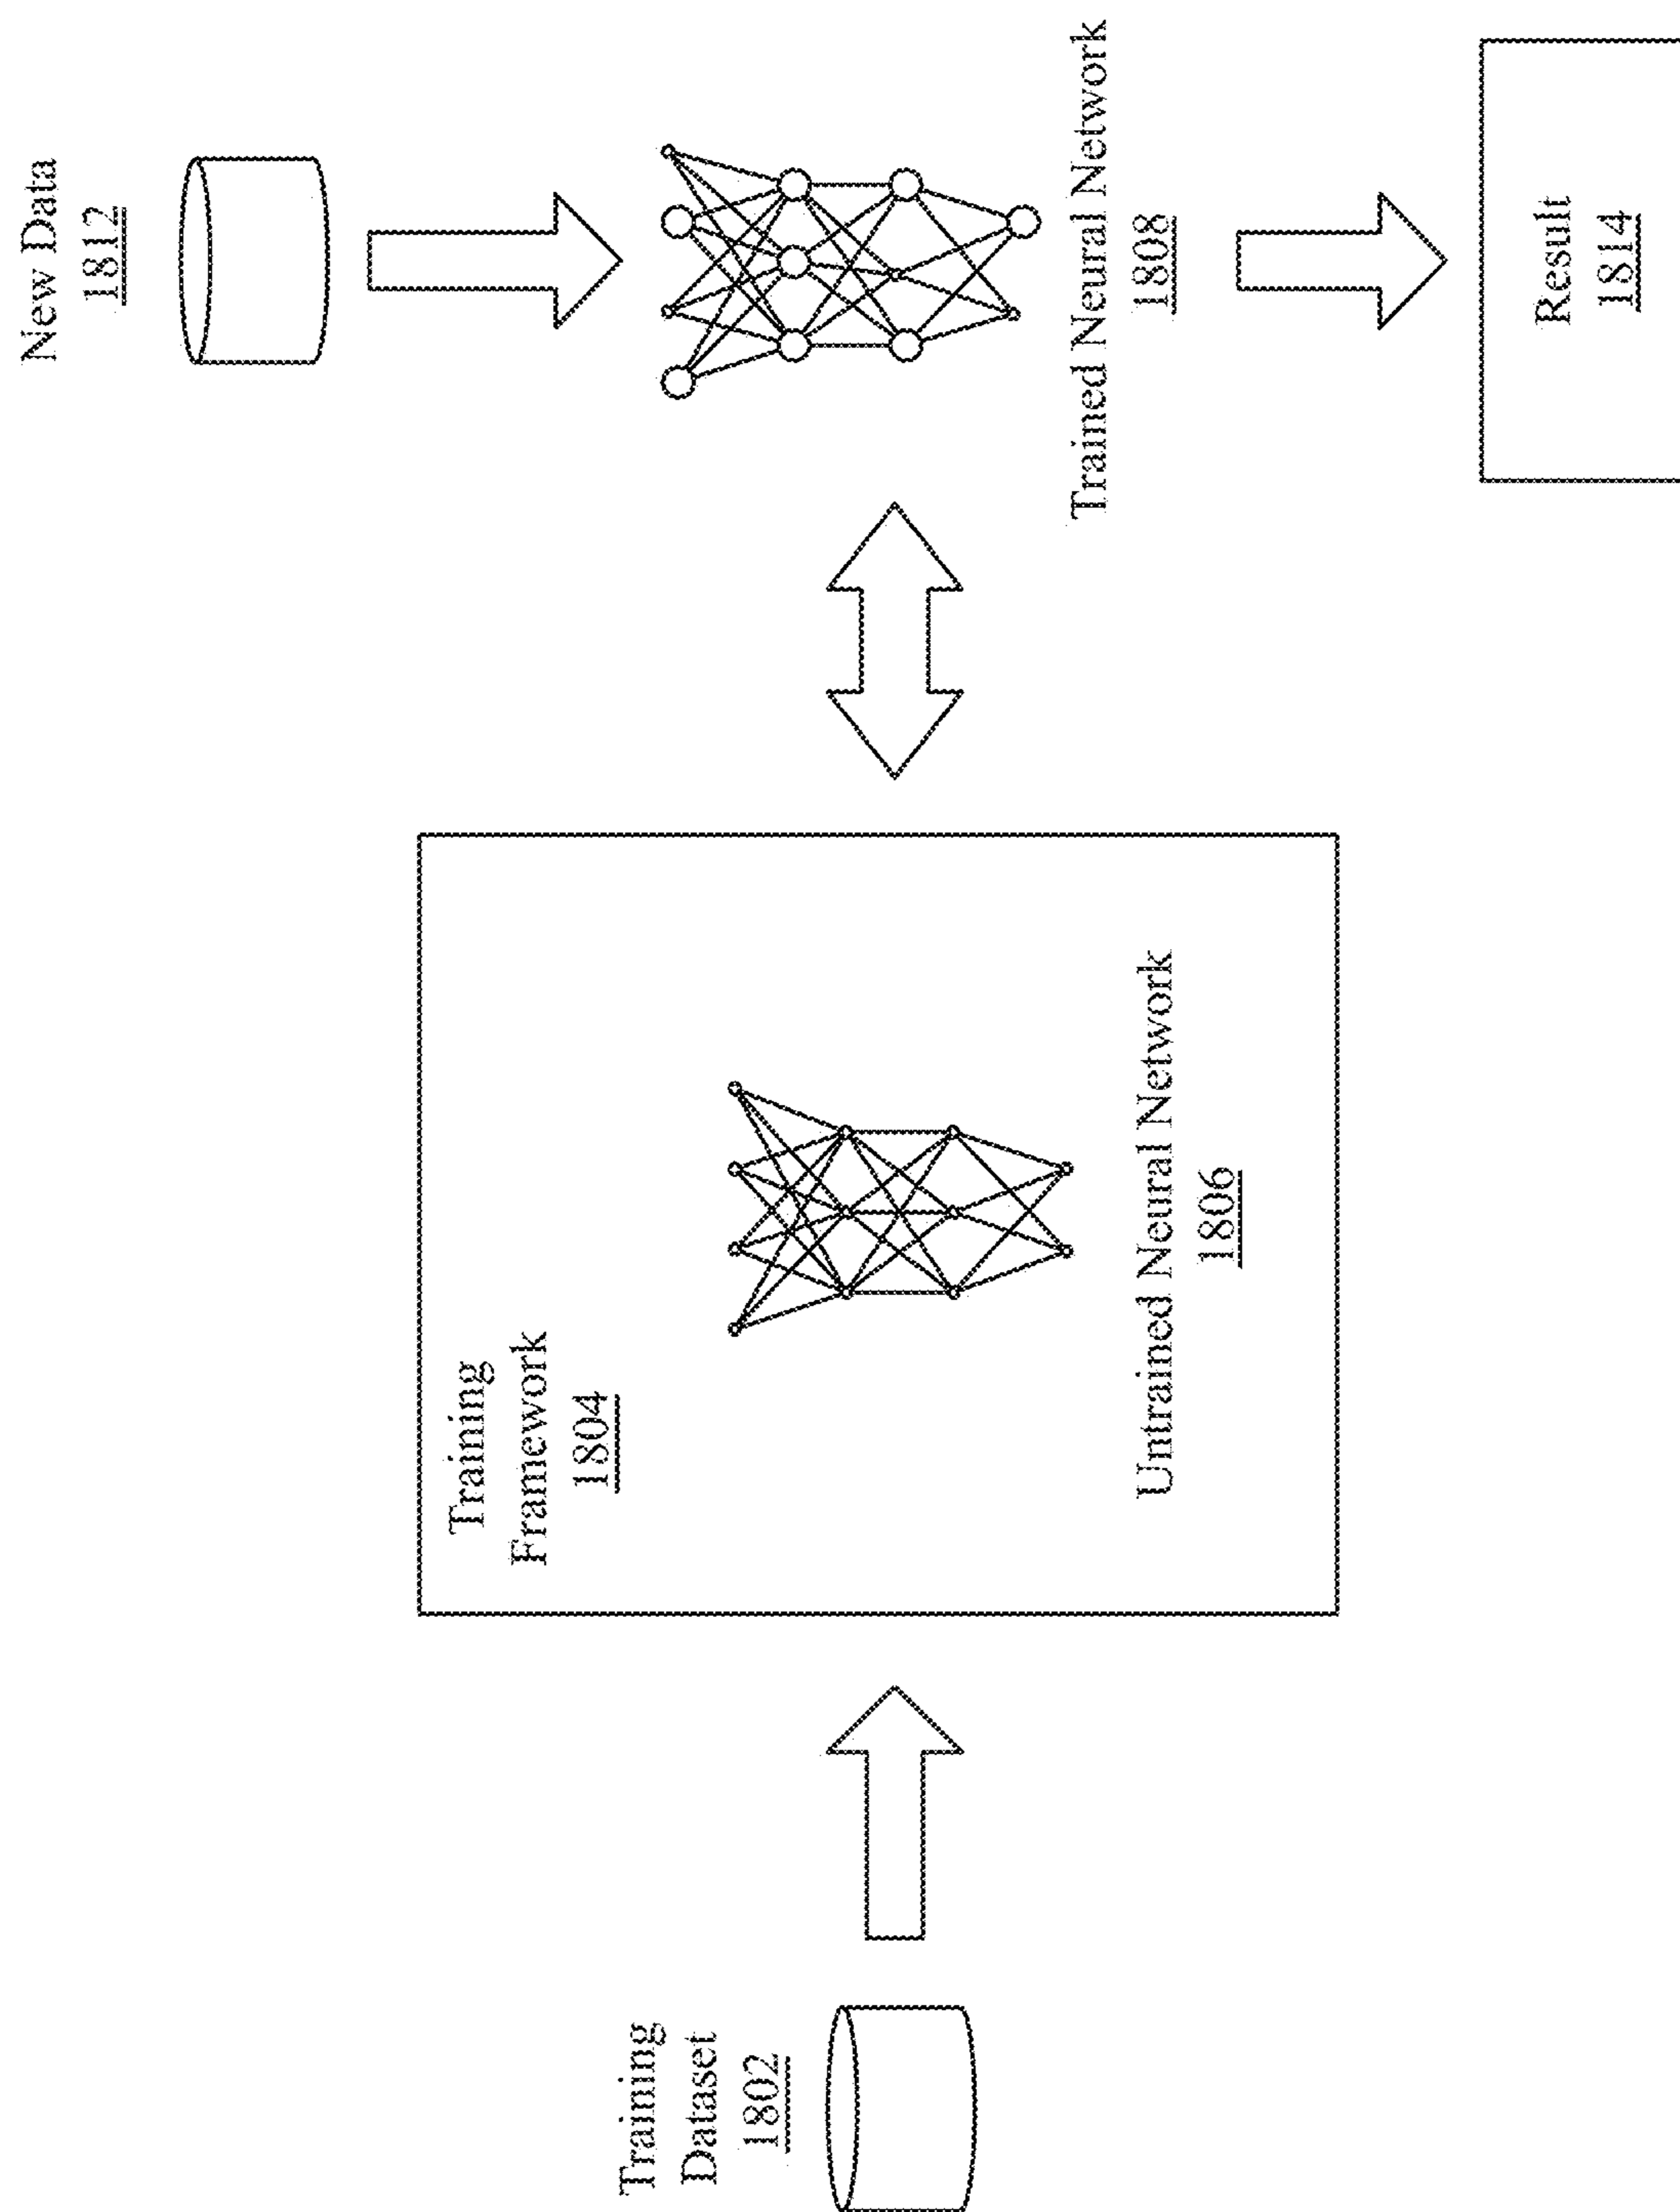 Training
Dataset
1802
Training
Framework
1804
Untrained Neural Network
1806
New Data
1812
Trained Neural Network
1808
Result
1814